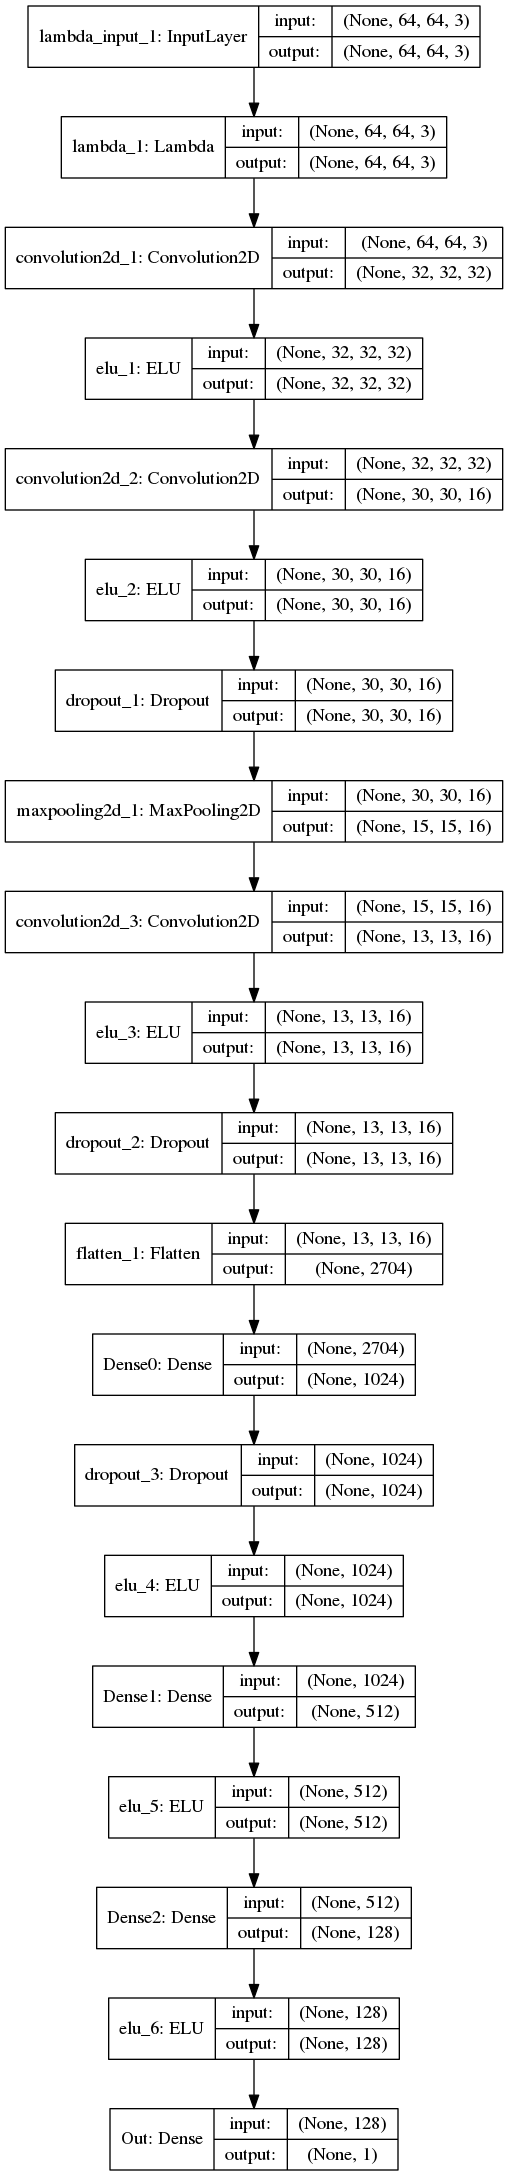 lambda_input_1: InputLayer
input: (None, 64, 64, 3)
output: (None, 64, 64, 3)
lambda_1: Lambda
input: (None, 64, 64, 3)
output: (None, 64, 64, 3)
convolution2d_1: Convolution2D
input: (None, 64, 64, 3)
output: (None, 32, 32, 32)
elu_1: ELU
input: (None, 32, 32, 32)
output: (None, 32, 32, 32)
convolution2d_2: Convolution2D
input: (None, 32, 32, 32)
output: (None, 30, 30, 16)
elu_2: ELU
input: (None, 30, 30, 16)
output: (None, 30, 30, 16)
dropout_1: Dropout
input: (None, 30, 30, 16)
output: (None, 30, 30, 16)
maxpooling2d_1: MaxPooling2D
input: (None, 30, 30, 16)
output: (None, 15, 15, 16)
convolution2d_3: Convolution2D
input: (None, 15, 15, 16)
output: (None, 13, 13, 16)
elu_3: ELU
input: (None, 13, 13, 16)
output: (None, 13, 13, 16)
dropout_2: Dropout
input: (None, 13, 13, 16)
output: (None, 13, 13, 16)
flatten_1: Flatten
input: (None, 13, 13, 16)
output: (None, 2704)
Dense0: Dense
input: (None, 2704)
output: (None, 1024)
dropout_3: Dropout
input: (None, 1024)
output: (None, 1024)
elu_4: ELU
input: (None, 1024)
output: (None, 1024)
Dense1: Dense
input: (None, 1024)
output: (None, 512)
elu_5: ELU
input: (None, 512)
output: (None, 512)
Dense2: Dense
input: (None, 512)
output: (None, 128)
elu_6: ELU
input: (None, 128)
output: (None, 128)
Out: Dense
input: (None, 128)
output: (None, 1)